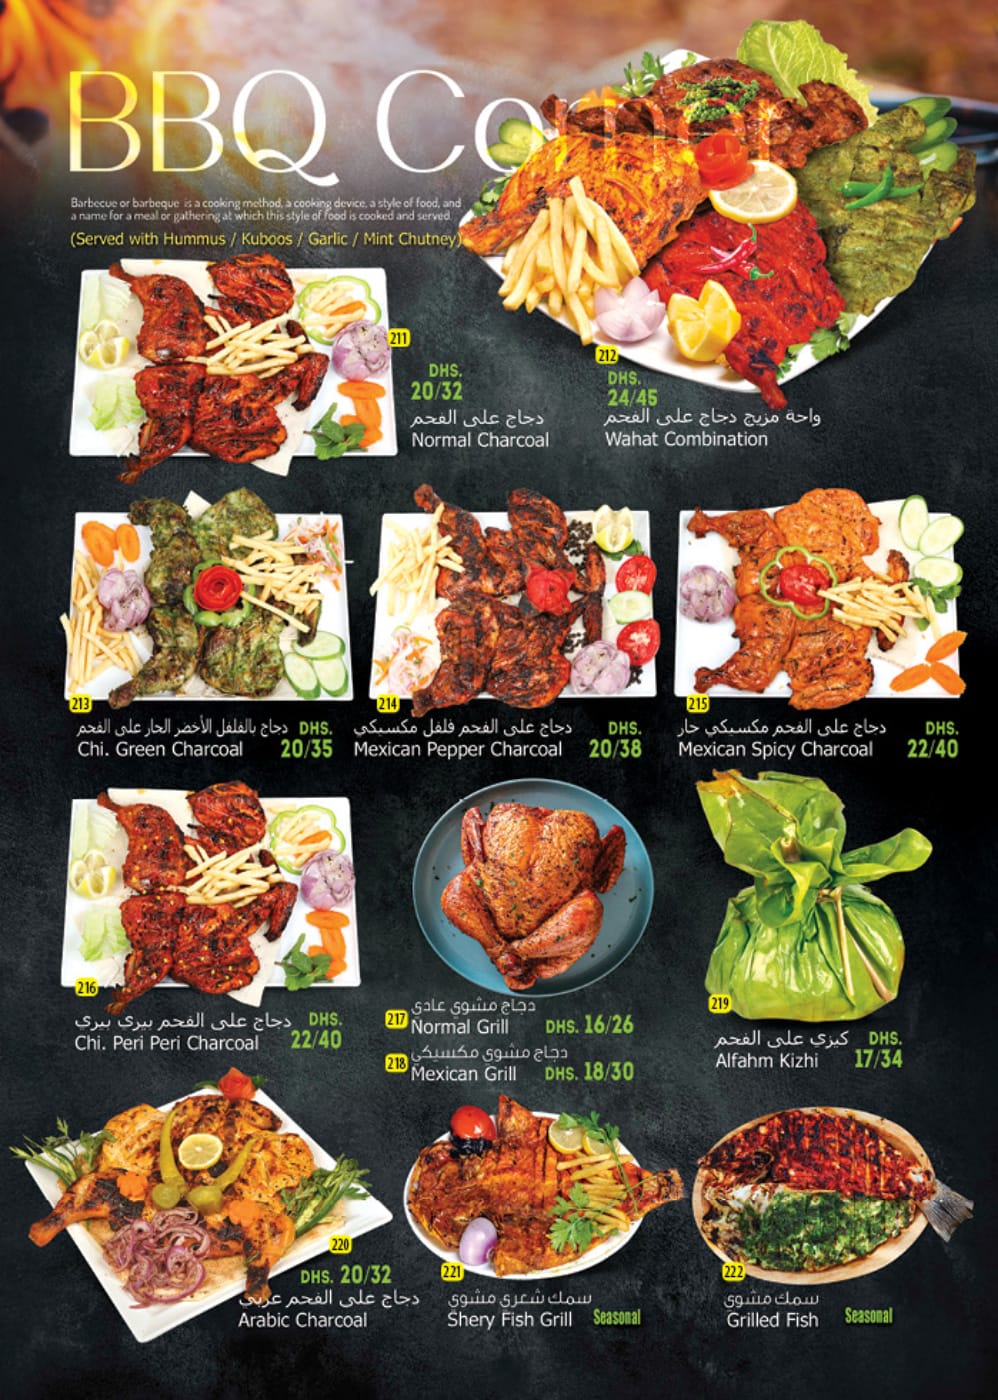 BBQ Corner
Barbecue or barbeque is a cooking method, a cooking device, a style of food, and
a name for a meal or gathering at which this style of food is cooked and served.
(Served with Hummus / Kuboos / Garlic / Mint Chutney)
211
DHS.
20/32
دجاج على الفحم
Normal Charcoal
212
DHS.
24/45
واحة مزيج دجاج على الفحم
Wahat Combination
213
دجاج بالفلفل الأخضر الحار على الفحم
DHS.
Chi. Green Charcoal
20/35
214
دجاج على الفحم فلفل مكسيكي
DHS.
Mexican Pepper Charcoal
20/38
215
دجاج على الفحم مكسيكي حار
DHS.
Mexican Spicy Charcoal
22/40
216
دجاج على الفحم بيري بيري
DHS.
Chi. Peri Peri Charcoal
22/40
217
دجاج مشوي عادي
Normal Grill
DHS. 16/26
218
دجاج مشوي مكسيكي
Mexican Grill
DHS. 18/30
219
كيزي على الفحم
DHS.
Alfahm Kizhi
17/34
220
DHS. 20/32
دجاج على الفحم عربي
Arabic Charcoal
221
سمك شعري مشوي
Shery Fish Grill
Seasonal
222
سمك مشوي
Grilled Fish
Seasonal